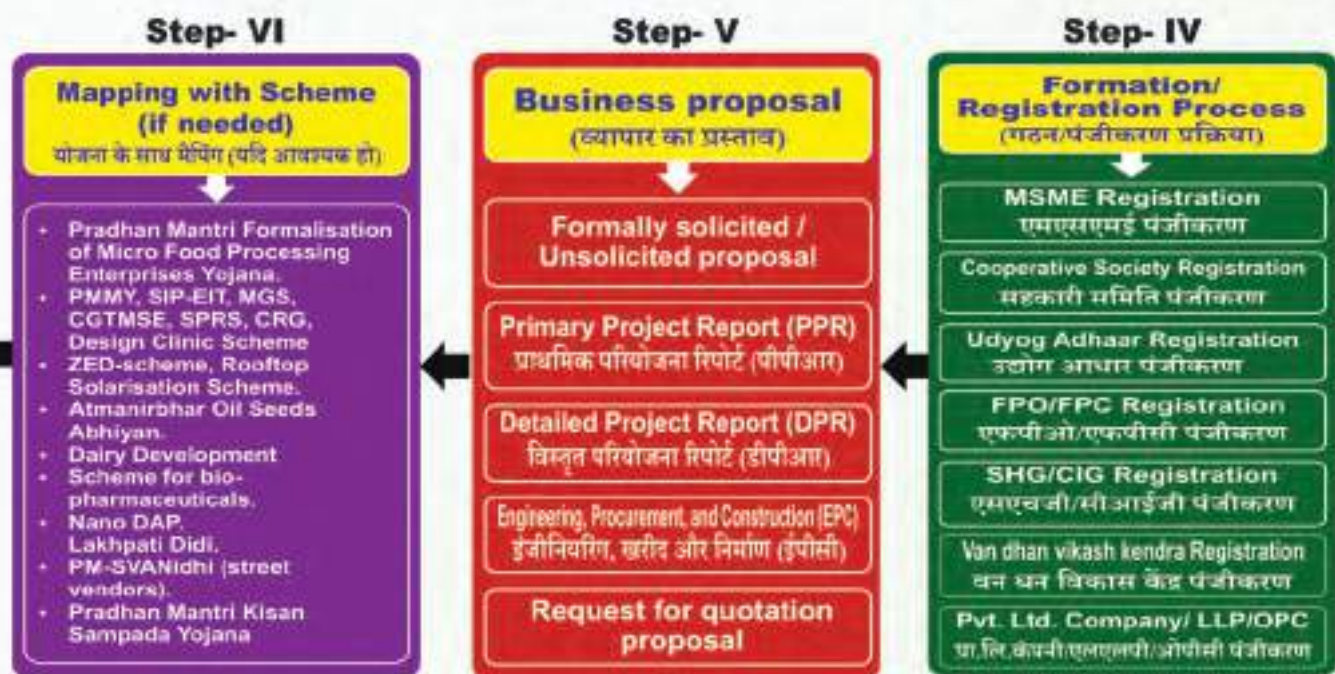 Step- VI
Mapping with Scheme
(if needed)
योजना के साथ मैपिंग (यदि आवश्यक हो)
• Pradhan Mantri Formalisation
of Micro Food Processing
Enterprises Yojana.
• PMMY, SIP-EIT, MGS,
CGTMSE, SPRS, CRG,
Design Clinic Scheme
• ZED-scheme, Rooftop
Solarisation Scheme.
• Atmanirbhar Oil Seeds
Abhiyan.
• Dairy Development
• Scheme for bio-
pharmaceuticals.
• Nano DAP.
Lakhpati Didi.
• PM-SVANidhi (street
vendors).
• Pradhan Mantri Kisan
Sampada Yojana
Step- V
Business proposal
(व्यापार का प्रस्ताव)
Formally solicited /
Unsolicited proposal
Primary Project Report (PPR)
प्राथमिक परियोजना रिपोर्ट (पीपीआर)
Detailed Project Report (DPR)
विस्तृत परियोजना रिपोर्ट (डीपीआर)
Engineering, Procurement, and Construction (EPC)
इंजीनियरिंग, खरीद और निर्माण (ईपीसी)
Request for quotation
proposal
Step- IV
Formation/
Registration Process
(गठन/पंजीकरण प्रक्रिया)
MSME Registration
एमएसएमई पंजीकरण
Cooperative Society Registration
सहकारी समिति पंजीकरण
Udyog Adhaar Registration
उद्योग आधार पंजीकरण
FPO/FPC Registration
एफपीओ/एफपीसी पंजीकरण
SHG/CIG Registration
एसएचजी/सीआईजी पंजीकरण
Van dhan vikash kendra Registration
वन धन विकास केंद्र पंजीकरण
Pvt. Ltd. Company/ LLP/OPC
प्रा.लि.कंपनी/एलएलपी/ओपीसी पंजीकरण